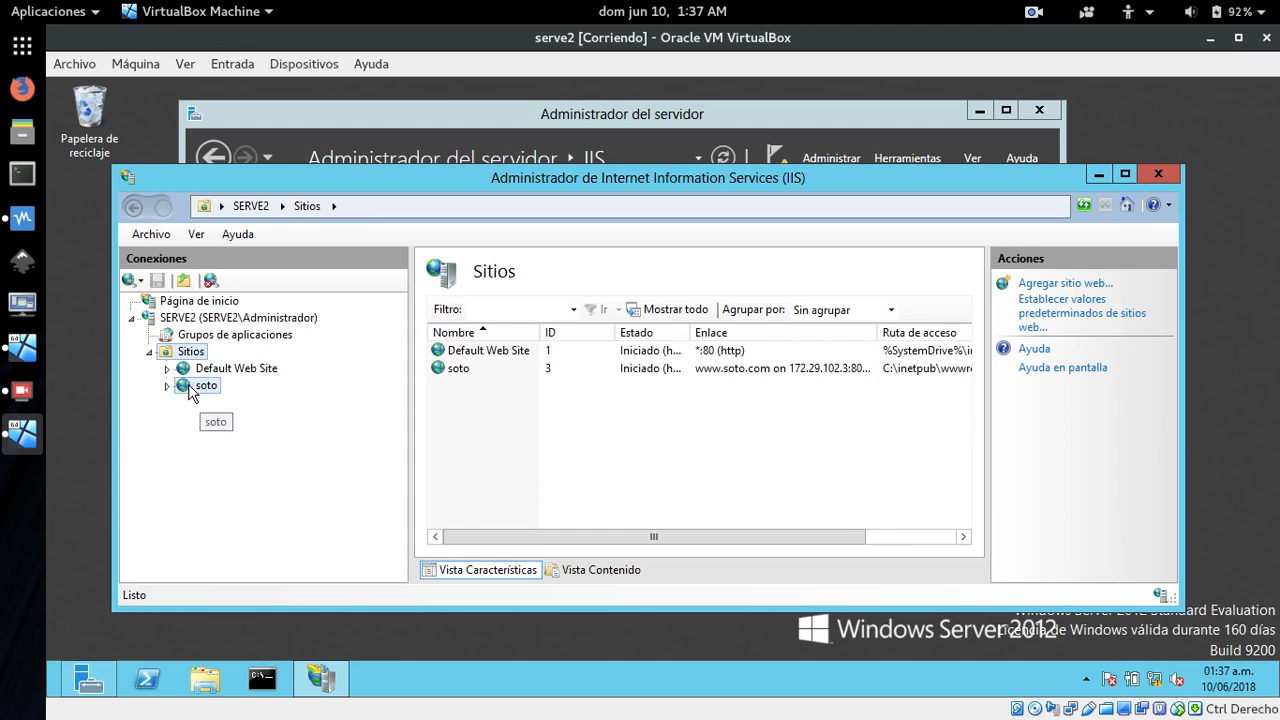 Aplicaciones
VirtualBox Machine
dom jun 10, 1:37 AM
92%
serve2 [Corriendo] - Oracle VM VirtualBox
Archivo Máquina Ver Entrada Dispositivos Ayuda
Papelera de
reciclaje
Administrador del servidor
Administrador del servidor
IIS
Administrar Herramientas Ver Ayuda
Administrador de Internet Information Services (IIS)
SERVE2 Sitios
Archivo Ver Ayuda
Conexiones
Página de inicio
SERVE2 (SERVE2\Administrador)
Grupos de aplicaciones
Sitios
Default Web Site
soto
soto
Sitios
Filtro: Ir Mostrar todo Agrupar por: Sin agrupar
Nombre ID Estado Enlace Ruta de acceso
Default Web Site 1 Iniciado (h... *:80 (http) %SystemDrive%\i
soto 3 Iniciado (h... www.soto.com on 172.29.102.3:80... C:\inetpub\wwwr
Vista Características Vista Contenido
Acciones
Agregar sitio web...
Establecer valores
predeterminados de sitios
web...
Ayuda
Ayuda en pantalla
Listo
Windows Server 2012
Windows Server 2012 Standard Evaluation
Licencia de Windows válida durante 160 días
Build 9200
01:37 a.m.
10/06/2018
Ctrl Derecho